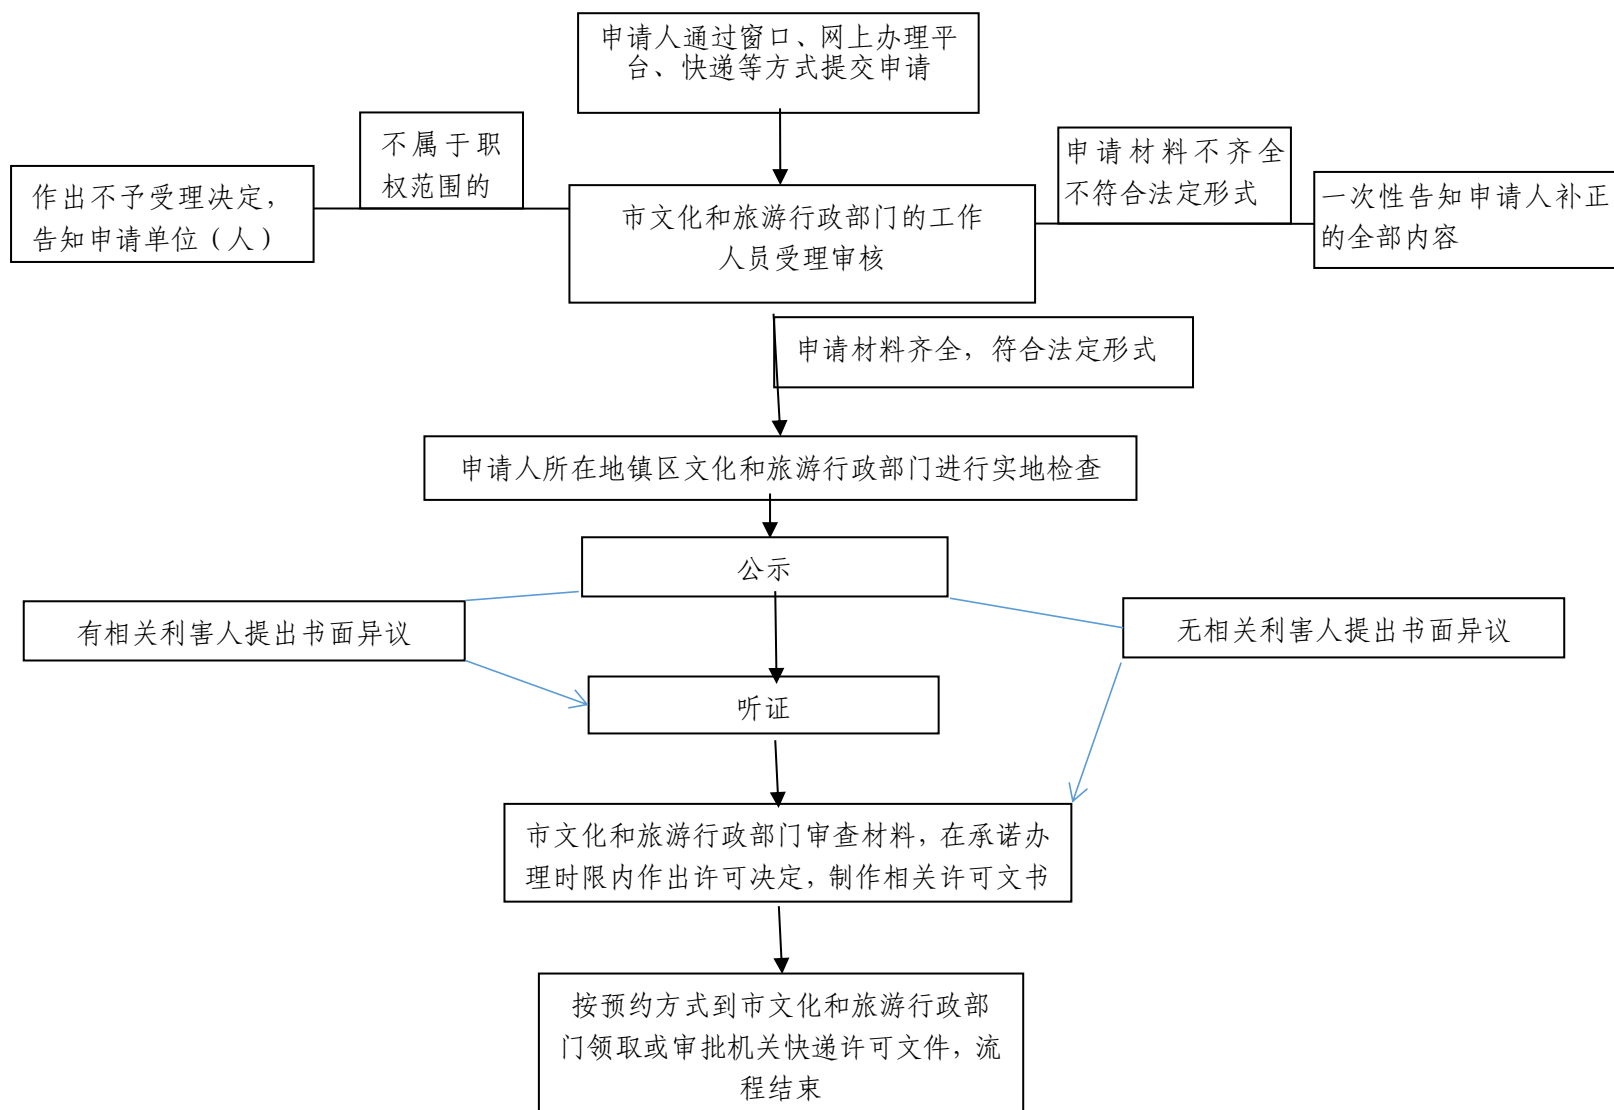 申请人通过窗口、网上办理平
台、快递等方式提交申请
不属于职
权范围的
申请材料不齐全
不符合法定形式
作出不予受理决定，
告知申请单位（人）
市文化和旅游行政部门的工作
人员受理审核
一次性告知申请人补正
的全部内容
申请材料齐全，符合法定形式
申请人所在地镇区文化和旅游行政部门进行实地检查
公示
有相关利害人提出书面异议
无相关利害人提出书面异议
听证
市文化和旅游行政部门审查材料，在承诺办
理时限内作出许可决定，制作相关许可文书
按预约方式到市文化和旅游行政部
门领取或审批机关快递许可文件，流
程结束